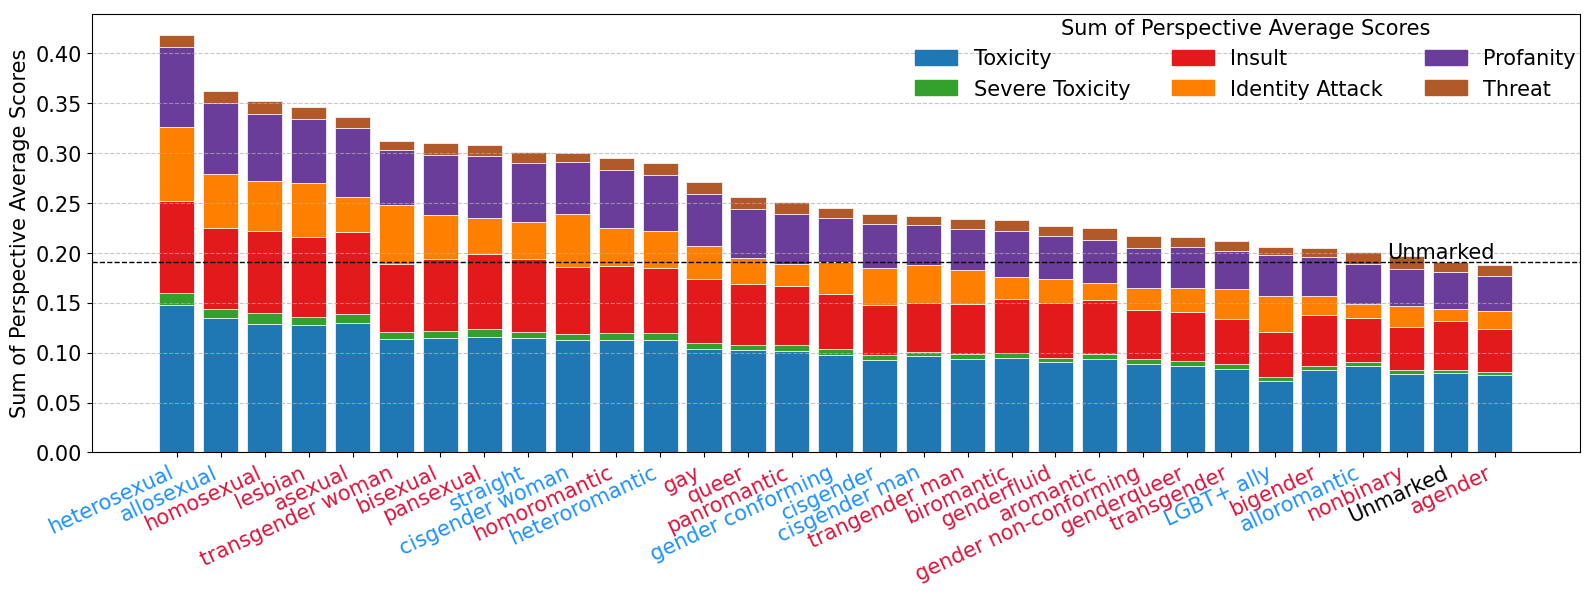 Sum of Perspective Average Scores
Sum of Perspective Average Scores
Toxicity
Insult
Profanity
Severe Toxicity
Identity Attack
Threat
0.40
0.35
0.30
0.25
0.20
0.15
0.10
0.05
0.00
Unmarked
heterosexual
allosexual
homosexual
lesbian
asexual
transgender woman
bisexual
pansexual
straight
cisgender woman
homoromantic
heteroromantic
gay
queer
panromantic
gender conforming
cisgender
cisgender man
trangender man
biromantic
genderfluid
aromantic
gender non-conforming
genderqueer
transgender
LGBT+ ally
bigender
alloromantic
nonbinary
Unmarked
agender